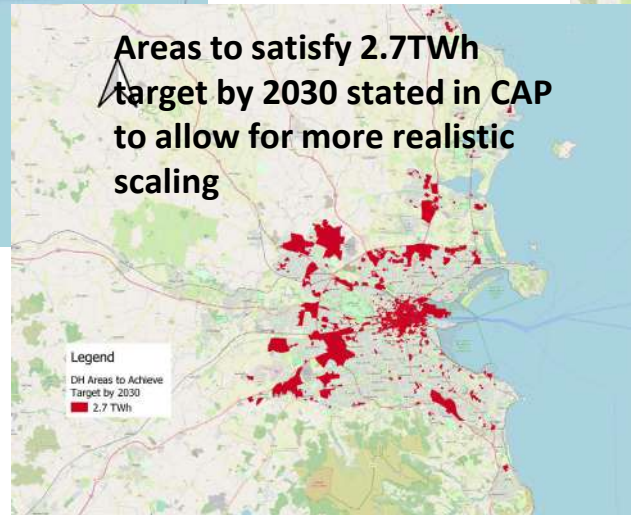 Areas to satisfy 2.7TWh
target by 2030 stated in CAP
to allow for more realistic
scaling
Legend
DH Areas to Achieve
Target by 2030
2.7 TWh